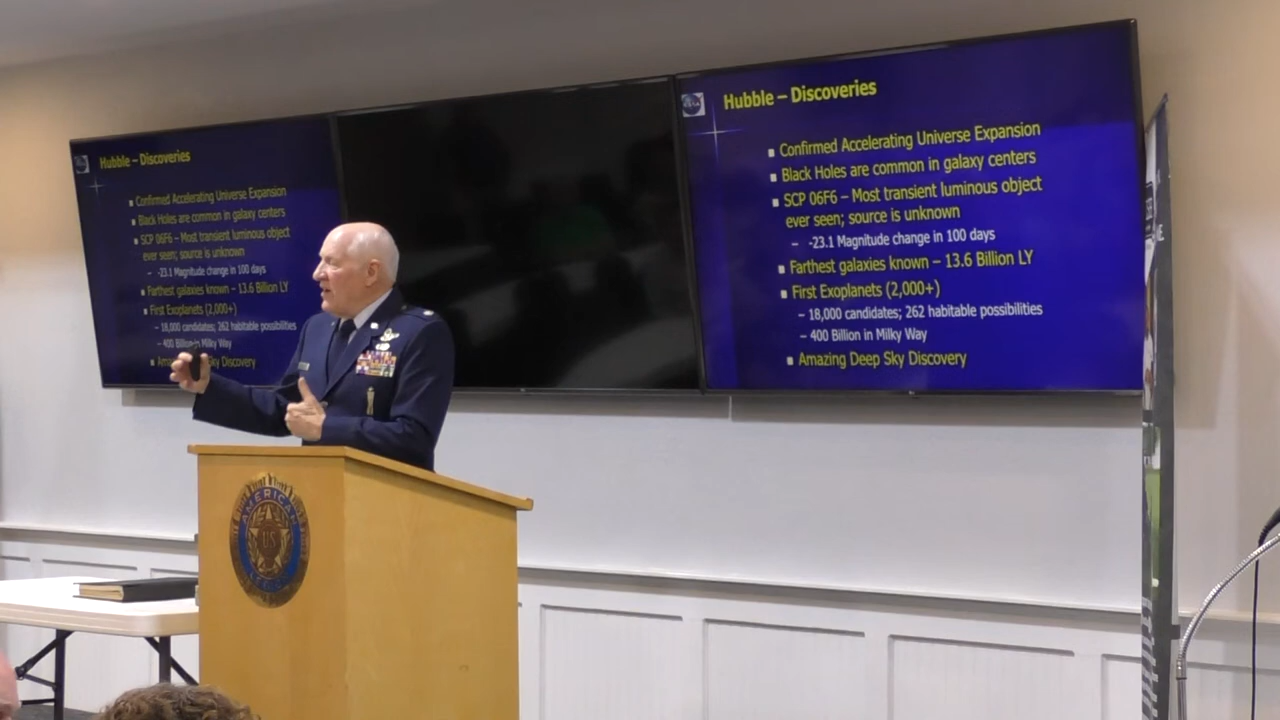 Hubble – Discoveries
Confirmed Accelerating Universe Expansion
Black Holes are common in galaxy centers
SCP 06F6 – Most transient luminous object
ever seen; source is unknown
– -23.1 Magnitude change in 100 days
Farthest galaxies known – 13.6 Billion LY
First Exoplanets (2,000+)
– 18,000 candidates; 262 habitable possibilities
– 400 Billion in Milky Way
Sky Discovery
Hubble – Discoveries
Confirmed Accelerating Universe Expansion
Black Holes are common in galaxy centers
SCP 06F6 – Most transient luminous object
ever seen; source is unknown
– -23.1 Magnitude change in 100 days
Farthest galaxies known – 13.6 Billion LY
First Exoplanets (2,000+)
– 18,000 candidates; 262 habitable possibilities
– 400 Billion in Milky Way
Amazing Deep Sky Discovery
AMERICAN
US
LEGION